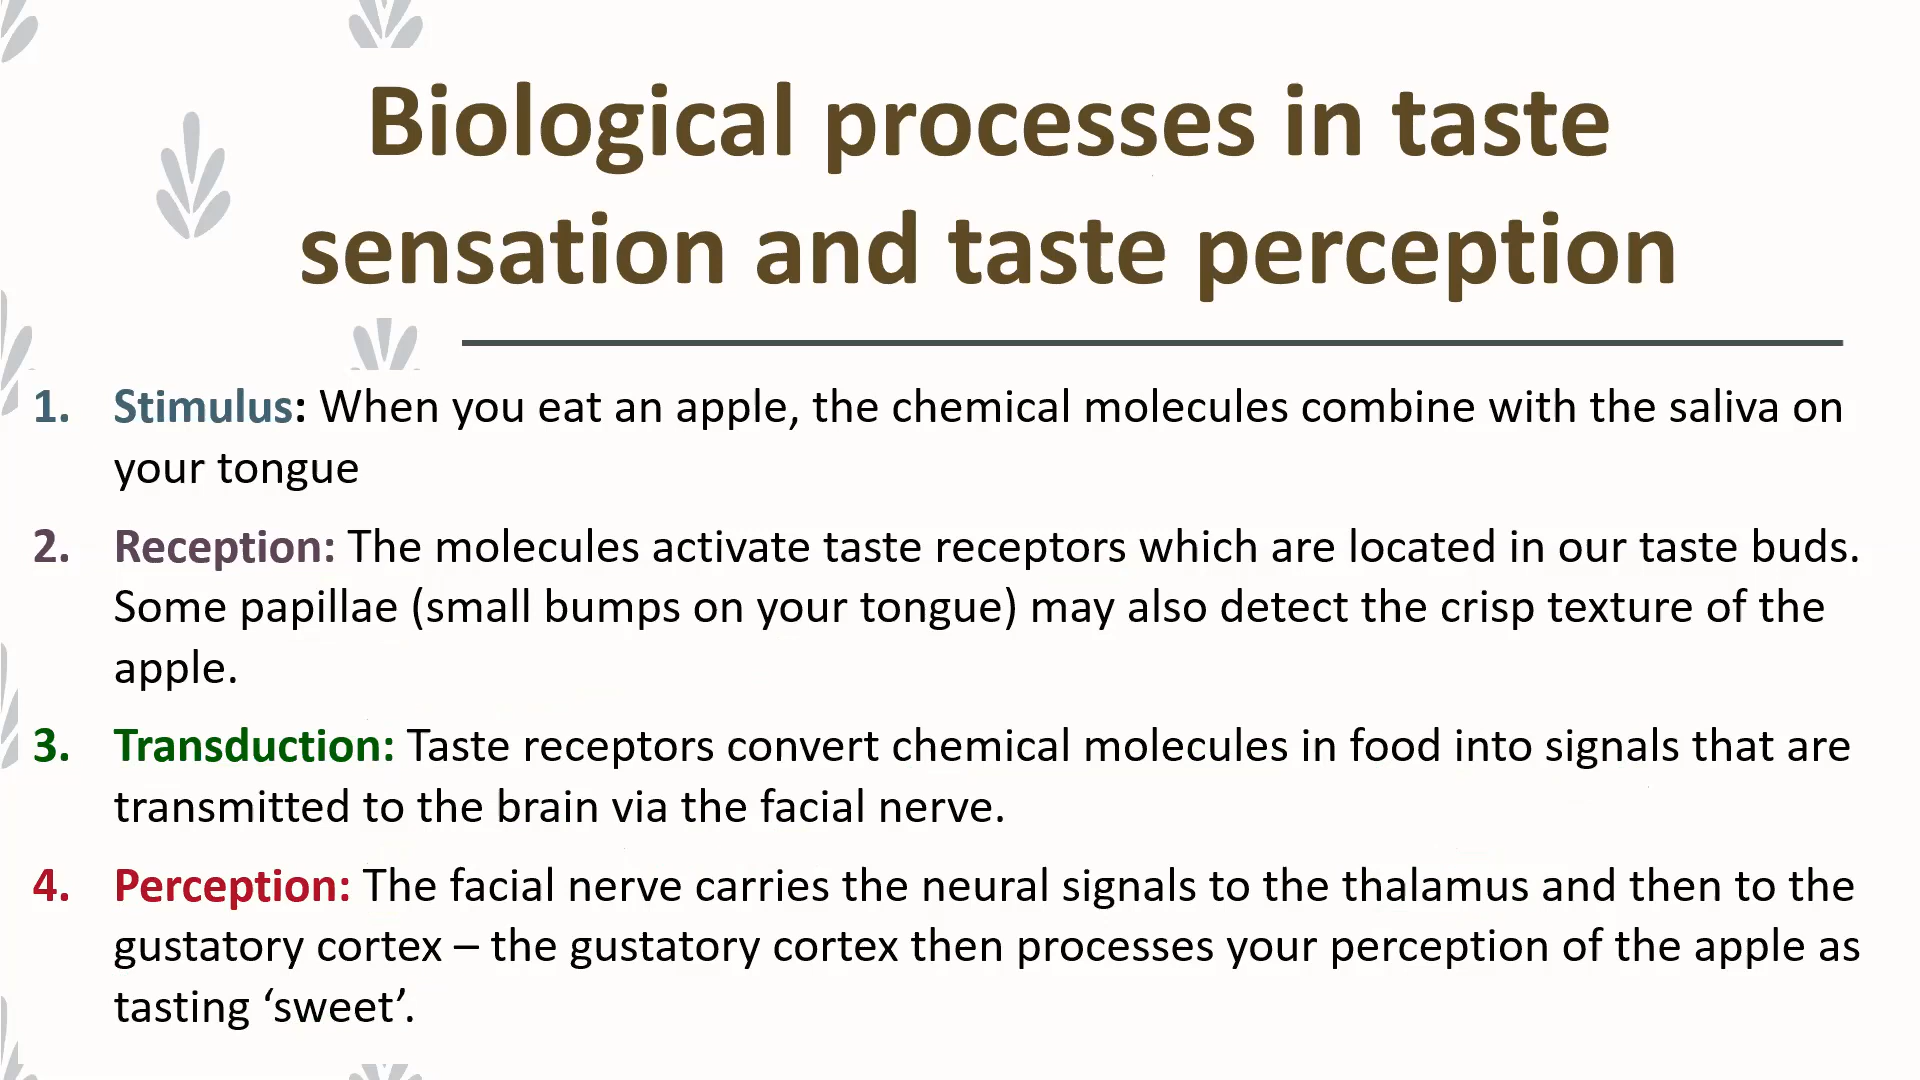 Biological processes in taste
sensation and taste perception
1. Stimulus: When you eat an apple, the chemical molecules combine with the saliva on
your tongue
2. Reception: The molecules activate taste receptors which are located in our taste buds.
Some papillae (small bumps on your tongue) may also detect the crisp texture of the
apple.
3. Transduction: Taste receptors convert chemical molecules in food into signals that are
transmitted to the brain via the facial nerve.
4. Perception: The facial nerve carries the neural signals to the thalamus and then to the
gustatory cortex – the gustatory cortex then processes your perception of the apple as
tasting ‘sweet’.